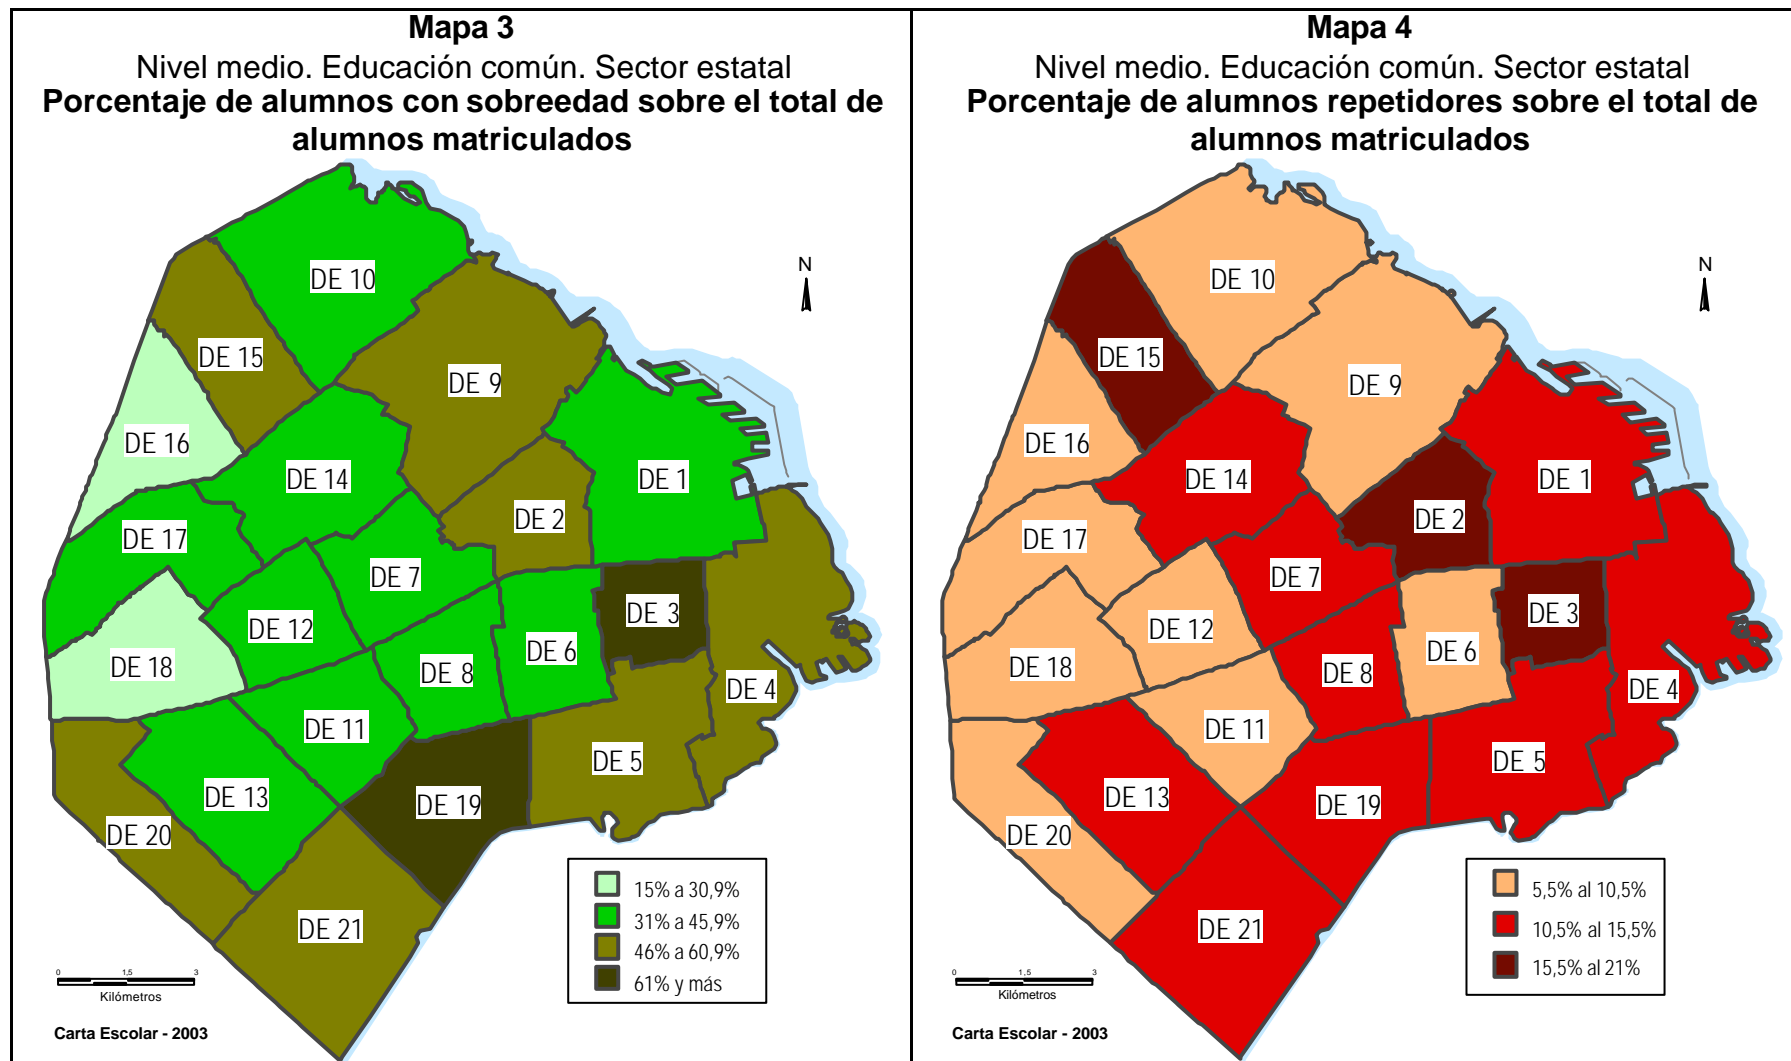 Mapa 3
Nivel medio. Educación común. Sector estatal
Porcentaje de alumnos con sobreedad sobre el total de
alumnos matriculados
N
DE 10
DE 15
DE 9
DE 16
DE 14
DE 1
DE 2
DE 17
DE 7
DE 3
DE 12
DE 6
DE 18
DE 8
DE 4
DE 11
DE 5
DE 13
DE 19
DE 20
DE 21
15% a 30,9%
31% a 45,9%
46% a 60,9%
61% y más
0 1,5 3
Kilómetros
Carta Escolar - 2003
Mapa 4
Nivel medio. Educación común. Sector estatal
Porcentaje de alumnos repetidores sobre el total de
alumnos matriculados
N
DE 10
DE 15
DE 9
DE 16
DE 14
DE 1
DE 2
DE 17
DE 7
DE 3
DE 12
DE 6
DE 18
DE 8
DE 4
DE 11
DE 5
DE 13
DE 19
DE 20
DE 21
5,5% al 10,5%
10,5% al 15,5%
15,5% al 21%
0 1,5 3
Kilómetros
Carta Escolar - 2003